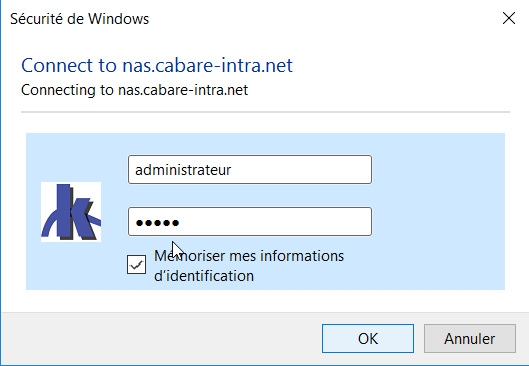 Sécurité de Windows
Connect to nas.cabare-intra.net
Connecting to nas.cabare-intra.net
administrateur
●●●●●
Mémoriser mes informations
d'identification
OK
Annuler